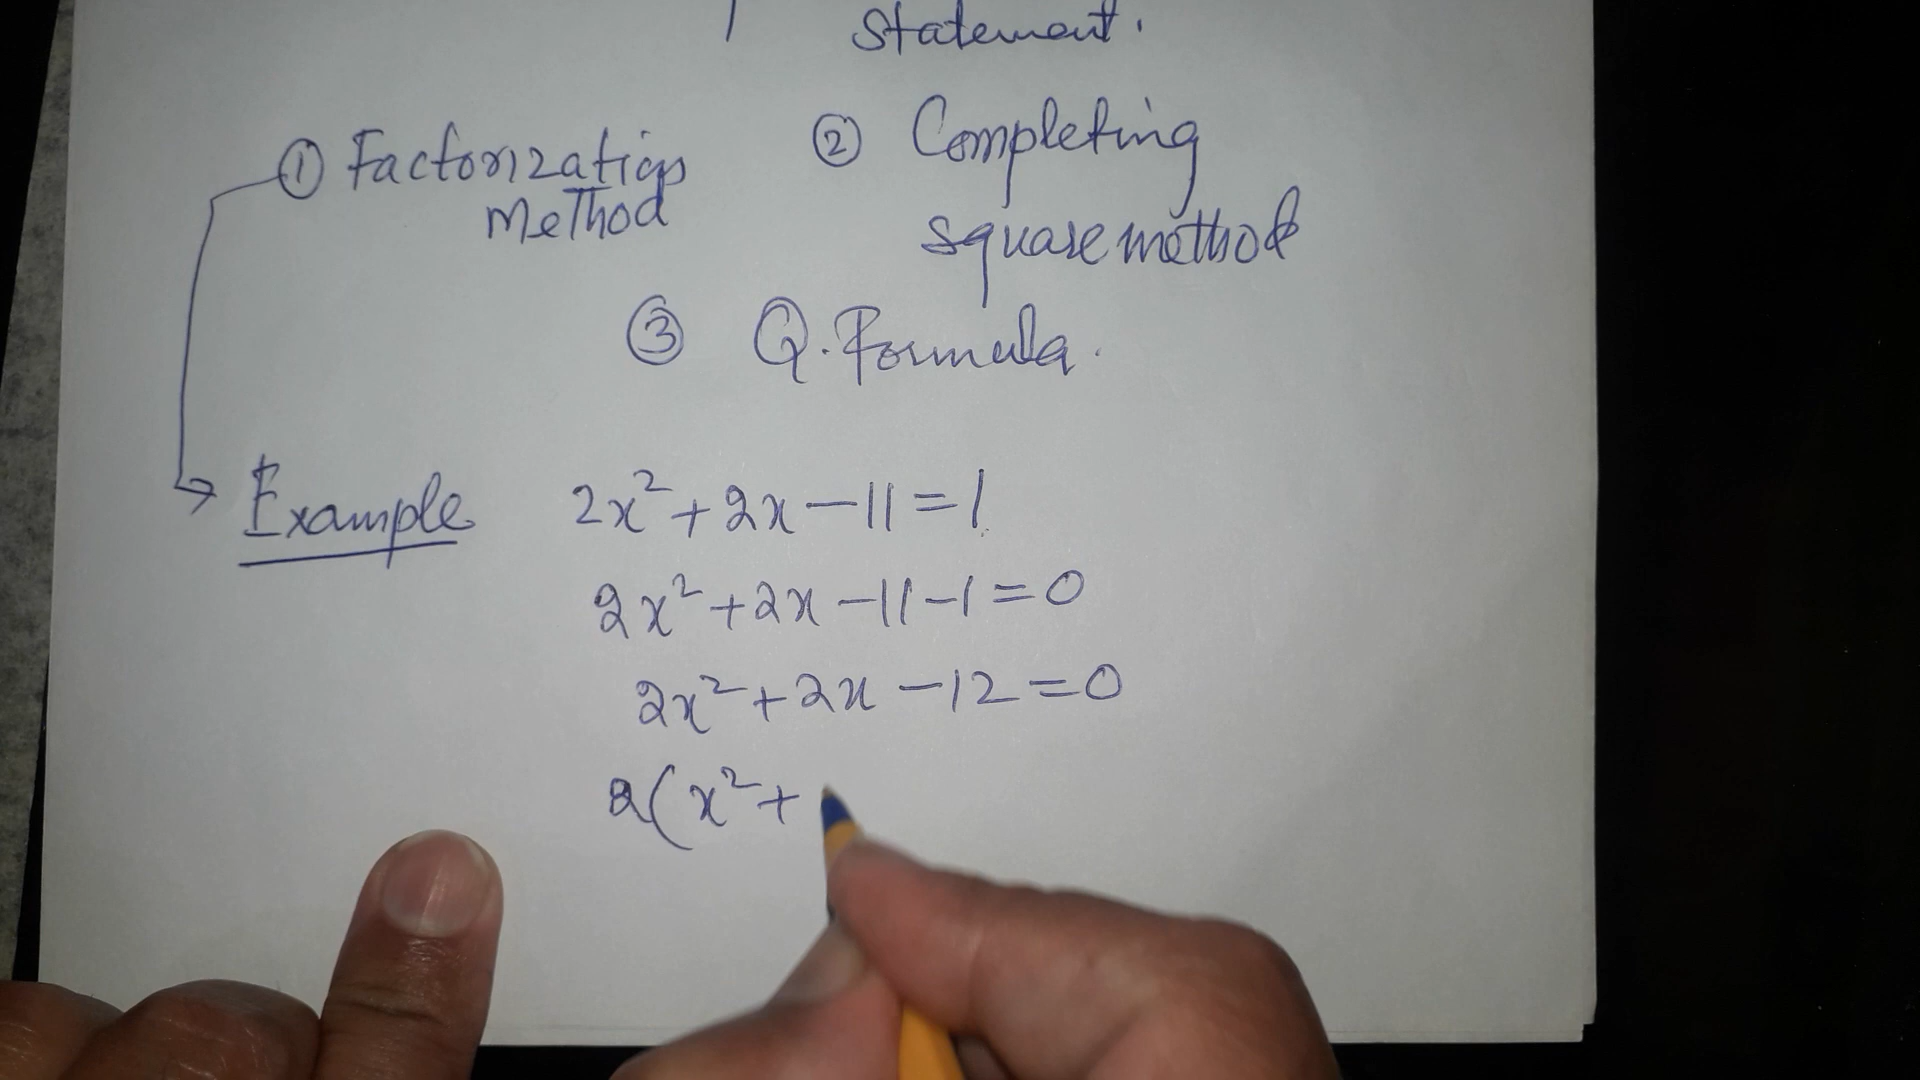 Statement.
① Factorization
Method
② Completing
square method
③ Q. Formula.
Example 2x² + 2x - 11 = 1
2x² + 2x - 11 - 1 = 0
2x² + 2x - 12 = 0
2(x² +